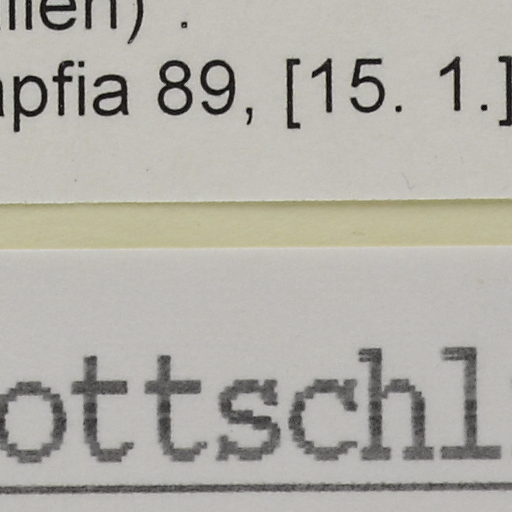 llen) .
apfia 89, [15. 1.]
ottschl